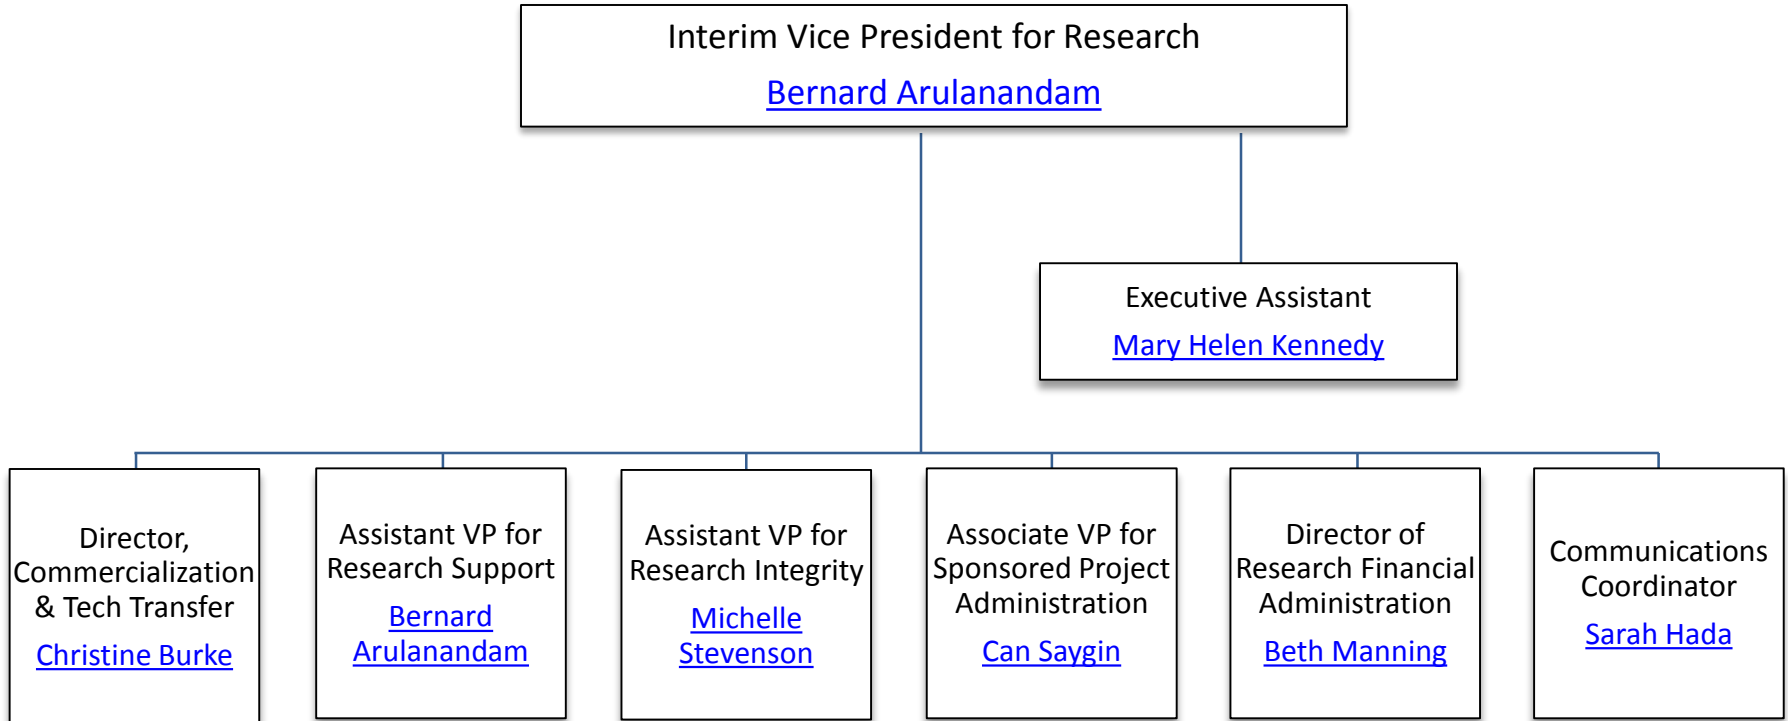 Interim Vice President for Research
Bernard Arulanandam
Executive Assistant
Mary Helen Kennedy
Director,
Commercialization
& Tech Transfer
Christine Burke
Assistant VP for
Research Support
Bernard
Arulanandam
Assistant VP for
Research Integrity
Michelle
Stevenson
Associate VP for
Sponsored Project
Administration
Can Saygin
Director of
Research Financial
Administration
Beth Manning
Communications
Coordinator
Sarah Hada